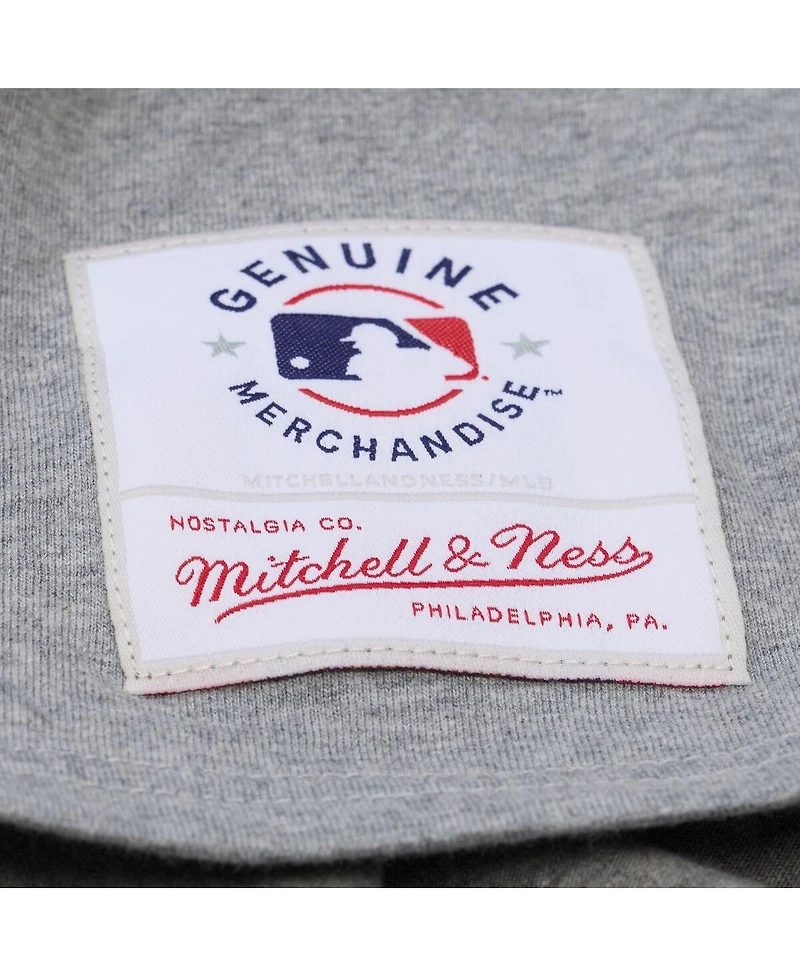 GENUINE
MERCHANDISE™
MITCHELLANDNESS/MLB
NOSTALGIA CO.
Mitchell & Ness
PHILADELPHIA, PA.